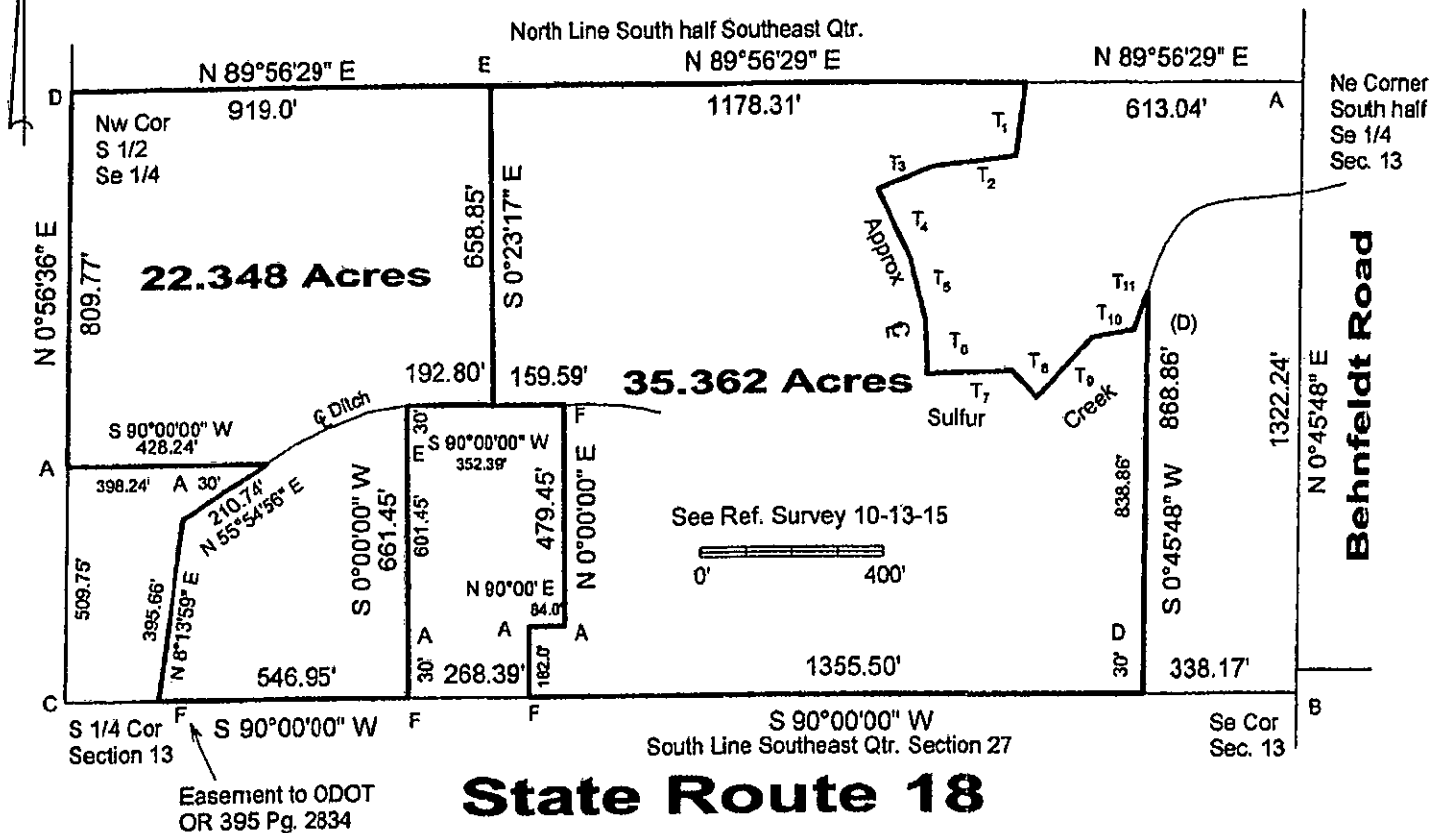 North Line South half Southeast Qtr.
N 89°56'29" E
E
N 89°56'29" E
N 89°56'29" E
D
919.0'
1178.31'
613.04'
A
Ne Corner
South half
Se 1/4
Sec. 13
Nw Cor
S 1/2
Se 1/4
T1
T2
T3
T4
Approx
T5
℄
T6
T7
T8
T9
T10
T11
(D)
Sulfur
Creek
N 0°56'36" E
809.77'
22.348 Acres
658.85'
S 0°23'17" E
35.362 Acres
192.80'
159.59'
868.86'
838.86'
S 0°45'48" W
1322.24'
N 0°45'48" E
Behnfeldt Road
℄ Ditch
S 90°00'00" W
428.24'
A
398.24'
A
30'
210.74'
N 55°54'56" E
30'
E
S 90°00'00" W
352.39'
F
S 0°00'00" W
661.45'
601.45'
479.45'
N 0°00'00" E
See Ref. Survey 10-13-15
0'
400'
509.75'
395.66'
N 8°13'59" E
N 90°00' E
84.0'
A
A
A
D
30'
182.0'
30'
546.95'
268.39'
1355.50'
338.17'
C
F
F
F
B
S 1/4 Cor
Section 13
S 90°00'00" W
S 90°00'00" W
South Line Southeast Qtr. Section 27
Se Cor
Sec. 13
Easement to ODOT
OR 395 Pg. 2834
State Route 18